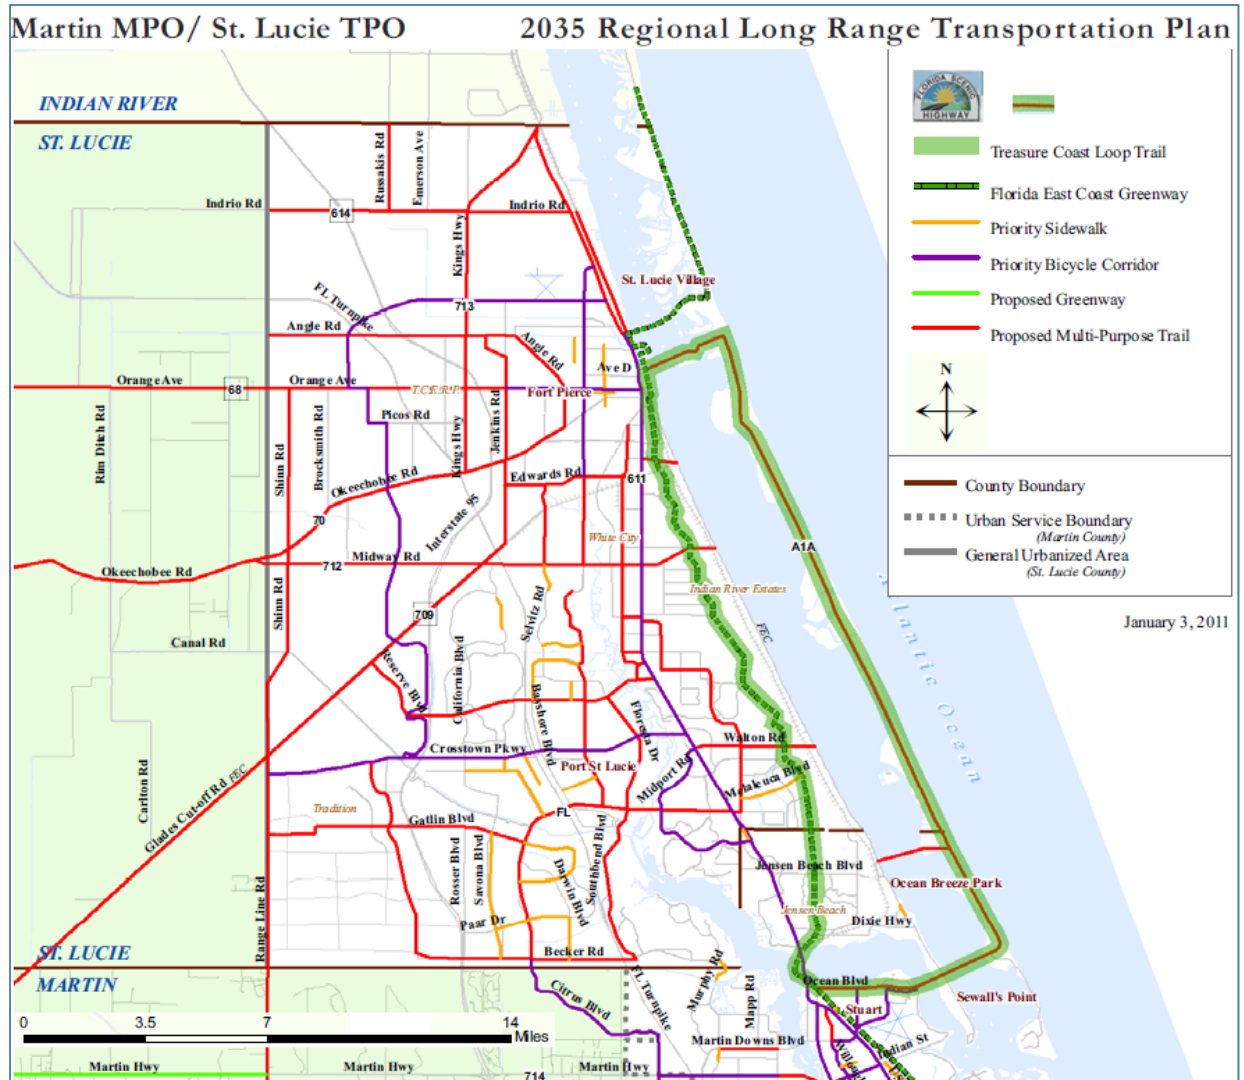 Martin MPO/ St. Lucie TPO
2035 Regional Long Range Transportation Plan
FLORIDA SCENIC
HIGHWAY
Treasure Coast Loop Trail
Florida East Coast Greenway
Priority Sidewalk
Priority Bicycle Corridor
Proposed Greenway
Proposed Multi-Purpose Trail
N
County Boundary
Urban Service Boundary
(Martin County)
General Urbanized Area
(St. Lucie County)
January 3, 2011
INDIAN RIVER
ST. LUCIE
Russakis Rd
Emerson Ave
Indrio Rd
614
Indrio Rd
Kings Hwy
St. Lucie Village
FL Turnpike
713
Angle Rd
Angle Rd
Ave D
Orange Ave
68
Orange Ave
T.C.E.R.P.
Fort Pierce
Picos Rd
Rim Ditch Rd
Shinn Rd
Brocksmith Rd
Kings Hwy
Jenkins Rd
Okeechobee Rd
Edwards Rd
611
70
Interstate 95
White City
A1A
Midway Rd
712
Okeechobee Rd
Shinn Rd
709
Selvitz Rd
Indian River Estates
FEC
Atlantic Ocean
Canal Rd
Reserve Blvd
California Blvd
Bayshore Blvd
Floresta Dr
Walton Rd
Crosstown Pkwy
Port St Lucie
Midport Rd
Melaleuca Blvd
Carlton Rd
Glades Cut-off Rd
FEC
Tradition
Gatlin Blvd
FL
Southbend Blvd
Rosser Blvd
Savona Blvd
Darwin Blvd
Jensen Beach Blvd
Ocean Breeze Park
Jensen Beach
Dixie Hwy
Range Line Rd
Paar Dr
Becker Rd
ST. LUCIE
MARTIN
Murphy Rd
Mapp Rd
Ocean Blvd
Sewall's Point
Citrus Blvd
FL Turnpike
Stuart
0 3.5 7 14
Miles
Martin Downs Blvd
Indian St
Martin Hwy
Martin Hwy
Martin Hwy
714